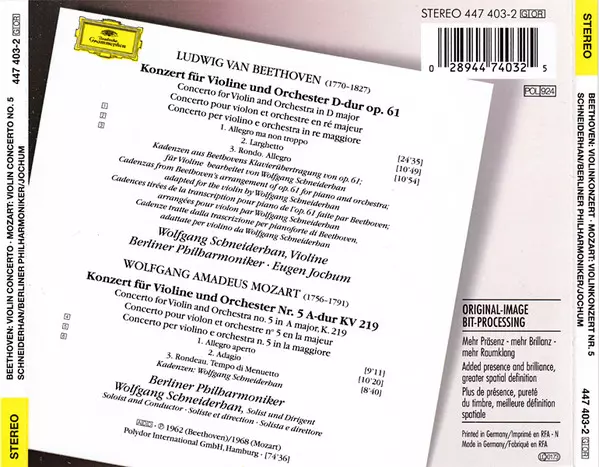 STEREO 447 403-2 GIOR
0 28944 74032 5
POL 924
Deutsche
Grammophon
LUDWIG VAN BEETHOVEN (1770-1827)
Konzert für Violine und Orchester D-dur op. 61
Concerto for Violin and Orchestra in D major
Concerto pour violon et orchestre en ré majeur
Concerto per violino e orchestra in re maggiore
1 1. Allegro ma non troppo [24'35]
2 2. Larghetto [10'49]
3 3. Rondo. Allegro [10'54]
Kadenzen aus Beethovens Klavierübertragung von op. 61;
für Violine bearbeitet von Wolfgang Schneiderhan
Cadenzas from Beethoven's arrangement of op. 61 for piano and orchestra;
adapted for the violin by Wolfgang Schneiderhan
Cadences tirées de la transcription pour piano de l'op. 61 faite par Beethoven;
arrangées pour violon par Wolfgang Schneiderhan
Cadenze tratte dalla trascrizione per pianoforte di Beethoven,
adattate per violino da Wolfgang Schneiderhan
Wolfgang Schneiderhan, Violine
Berliner Philharmoniker · Eugen Jochum
WOLFGANG AMADEUS MOZART (1756-1791)
Konzert für Violine und Orchester Nr. 5 A-dur KV 219
Concerto for Violin and Orchestra no. 5 in A major, K. 219
Concerto pour violon et orchestre n° 5 en la majeur
Concerto per violino e orchestra n. 5 in la maggiore
4 1. Allegro aperto [9'11]
5 2. Adagio [10'20]
6 3. Rondeau. Tempo di Menuetto [8'40]
Kadenzen: Wolfgang Schneiderhan
Berliner Philharmoniker
Wolfgang Schneiderhan, Solist und Dirigent
Soloist and Conductor · Soliste et direction · Solista e direttore
ADD ℗ 1962 (Beethoven)/1968 (Mozart)
Polydor International GmbH, Hamburg · [74'36]
ORIGINAL-IMAGE
BIT-PROCESSING
Mehr Präsenz - mehr Brillanz -
mehr Raumklang
Added presence and brilliance,
greater spatial definition
Plus de présence, pureté
du timbre, meilleure définition
spatiale
Printed in Germany/Imprimé en RFA - N
Made in Germany/Fabriqué en RFA
LC 0173
STEREO
BEETHOVEN: VIOLIN CONCERTO · MOZART: VIOLIN CONCERTO NO. 5
SCHNEIDERHAN/BERLINER PHILHARMONIKER/JOCHUM
447 403-2 GIOR
STEREO
BEETHOVEN: VIOLINKONZERT · MOZART: VIOLINKONZERT NR. 5
SCHNEIDERHAN/BERLINER PHILHARMONIKER/JOCHUM
447 403-2 GIOR